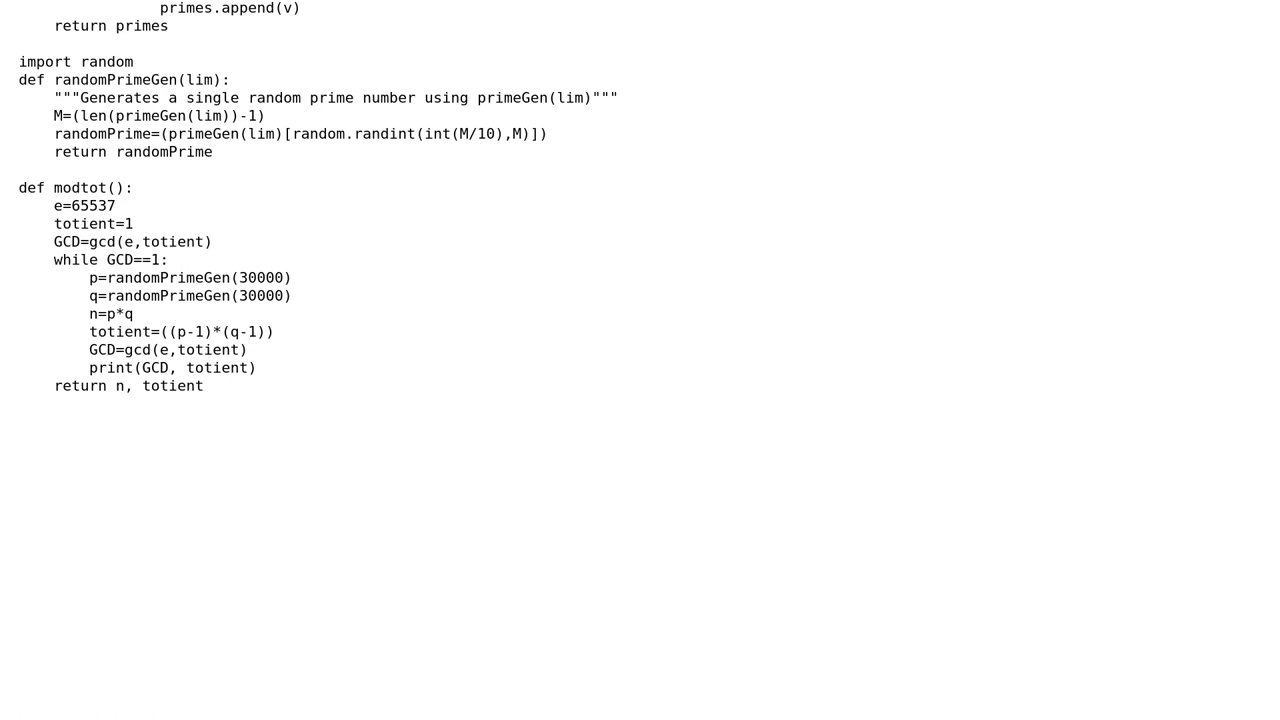 primes.append(v)
    return primes

import random
def randomPrimeGen(lim):
    """Generates a single random prime number using primeGen(lim)"""
    M=(len(primeGen(lim))-1)
    randomPrime=(primeGen(lim)[random.randint(int(M/10),M)])
    return randomPrime

def modtot():
    e=65537
    totient=1
    GCD=gcd(e,totient)
    while GCD==1:
        p=randomPrimeGen(30000)
        q=randomPrimeGen(30000)
        n=p*q
        totient=((p-1)*(q-1))
        GCD=gcd(e,totient)
        print(GCD, totient)
    return n, totient